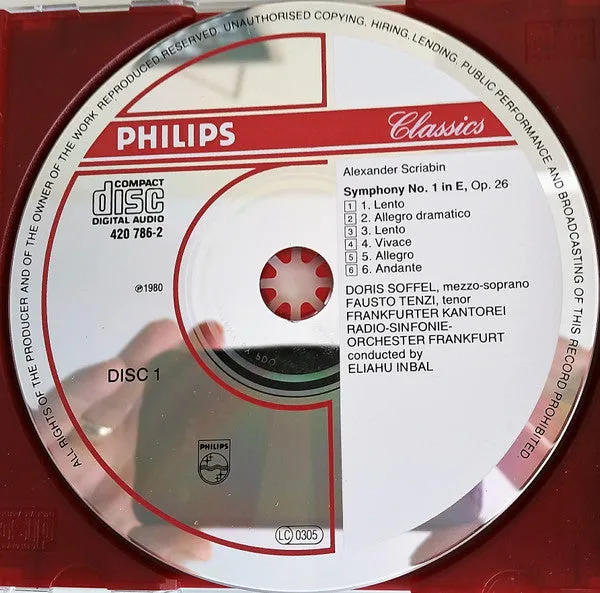 ALL RIGHTS OF THE PRODUCER AND OF THE OWNER OF THE WORK REPRODUCED RESERVED. UNAUTHORISED COPYING, HIRING, LENDING, PUBLIC PERFORMANCE AND BROADCASTING OF THIS RECORD PROHIBITED.
PHILIPS Classics
COMPACT
disc
DIGITAL AUDIO
420 786-2
℗1980
DISC 1
PHILIPS
LC 0305
Alexander Scriabin
Symphony No. 1 in E, Op. 26
1 1. Lento
2 2. Allegro dramatico
3 3. Lento
4 4. Vivace
5 5. Allegro
6 6. Andante
DORIS SOFFEL, mezzo-soprano
FAUSTO TENZI, tenor
FRANKFURTER KANTOREI
RADIO-SINFONIE-
ORCHESTER FRANKFURT
conducted by
ELIAHU INBAL